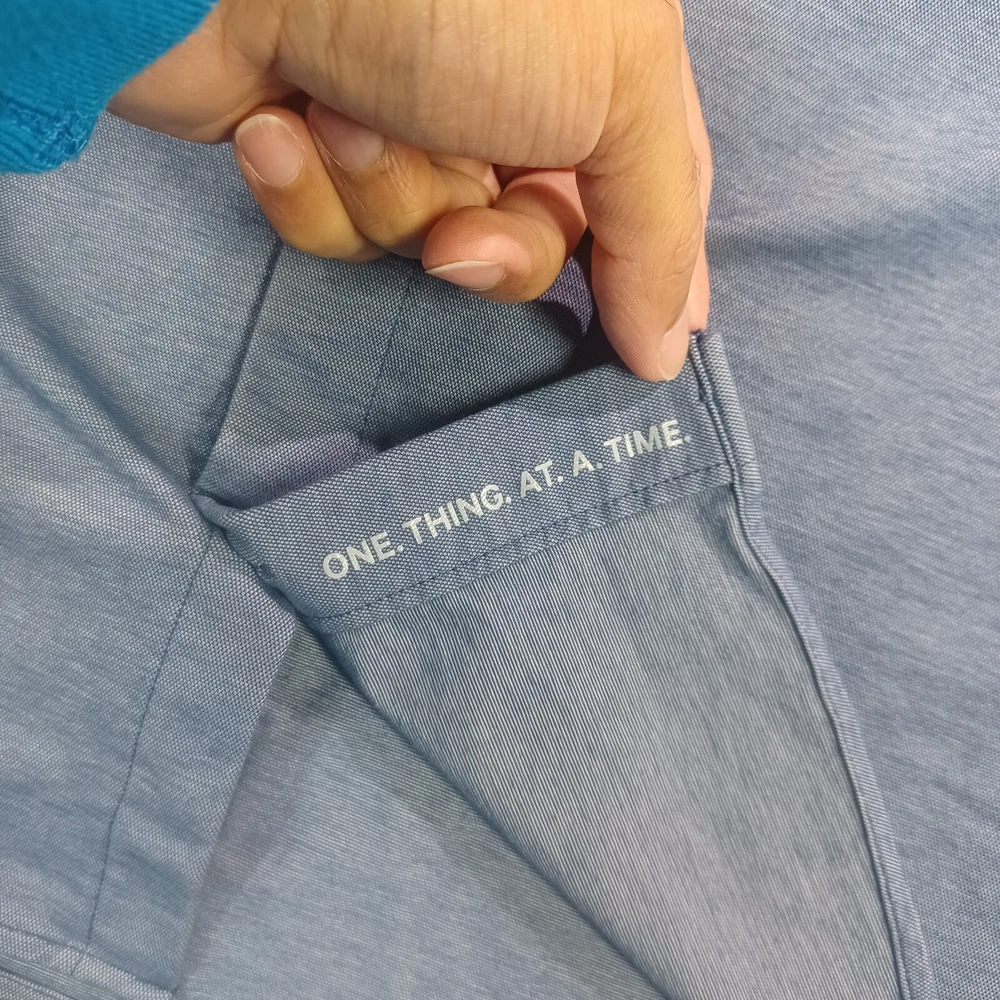 ONE. THING. AT. A. TIME.